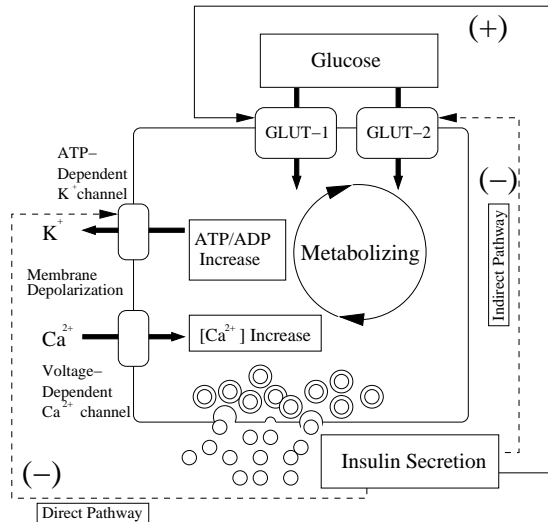 (+)
Glucose
GLUT–1
GLUT–2
ATP–
Dependent
K⁺channel
(–)
K⁺
ATP/ADP
Increase
Metabolizing
Indirect Pathway
Membrane
Depolarization
Ca²⁺
[Ca²⁺] Increase
Voltage–
Dependent
Ca²⁺ channel
(–)
Insulin Secretion
Direct Pathway